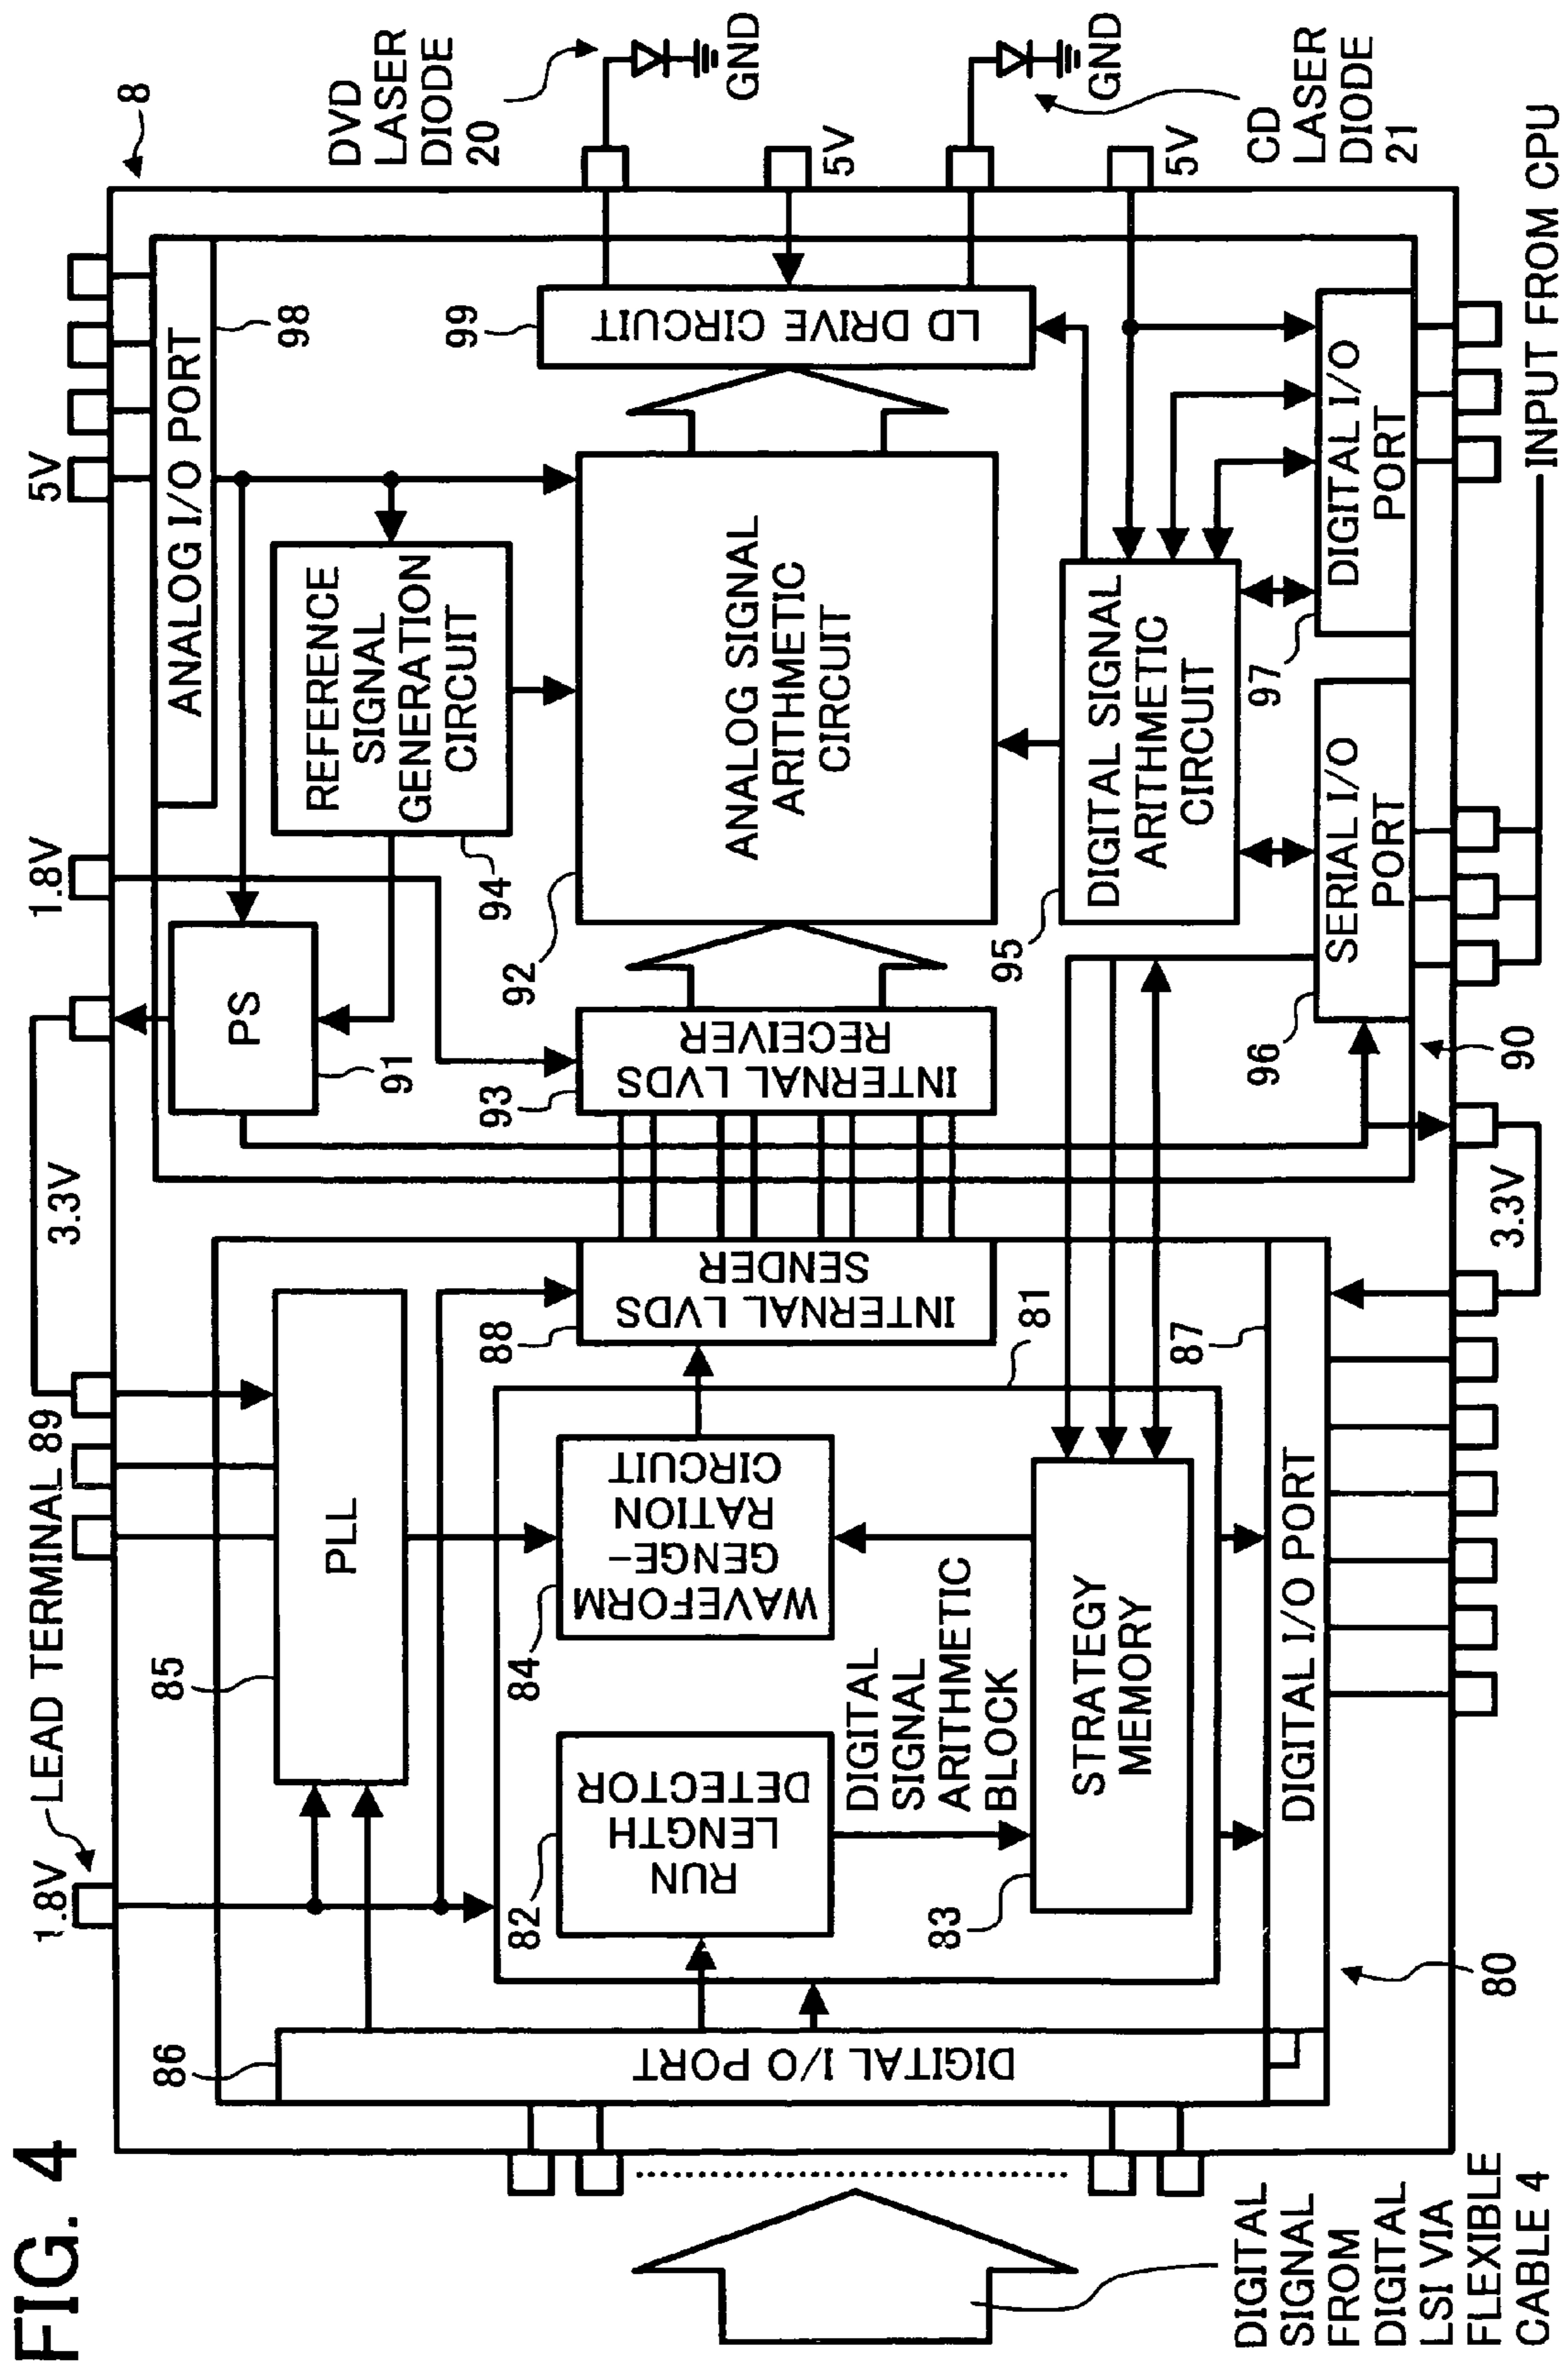 FIG. 4
1.8V
LEAD TERMINAL 89
3.3V
1.8V
5V
8
86
85
PLL
91
PS
94
REFERENCE
SIGNAL
GENERATION
CIRCUIT
ANALOG I/O PORT
98
DVD
LASER
DIODE
20
GND
DIGITAL I/O PORT
82
RUN
LENGTH
DETECTOR
84
WAVEFORM
GENGE-
RATION
CIRCUIT
88
INTERNAL LVDS
SENDER
93
INTERNAL LVDS
RECEIVER
92
ANALOG SIGNAL
ARITHMETIC
CIRCUIT
99
LD DRIVE CIRCUIT
5V
DIGITAL
SIGNAL
ARITHMETIC
BLOCK
81
83
STRATEGY
MEMORY
95
DIGITAL SIGNAL
ARITHMETIC
CIRCUIT
GND
5V
CD
LASER
DIODE
21
87
DIGITAL I/O PORT
96
SERIAL I/O
PORT
97
DIGITAL I/O
PORT
DIGITAL
SIGNAL
FROM
DIGITAL
LSI VIA
FLEXIBLE
CABLE 4
80
3.3V
90
INPUT FROM CPU